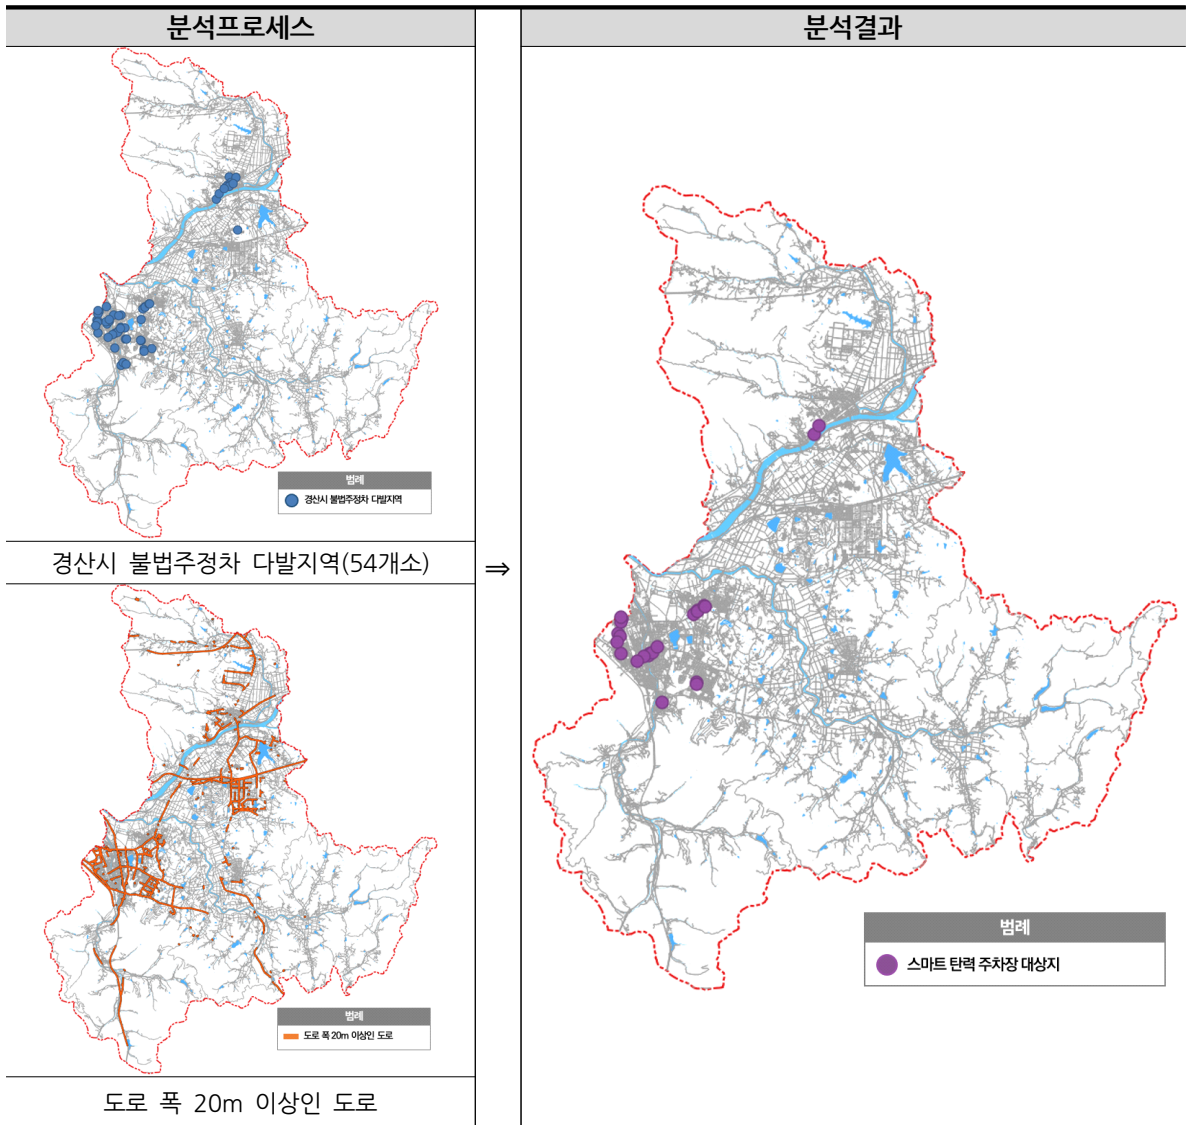 분석프로세스
분석결과
범례
경산시 불법주정차 다발지역
경산시 불법주정차 다발지역(54개소)
⇒
범례
도로 폭 20m 이상인 도로
도로 폭 20m 이상인 도로
범례
스마트 탄력 주차장 대상지